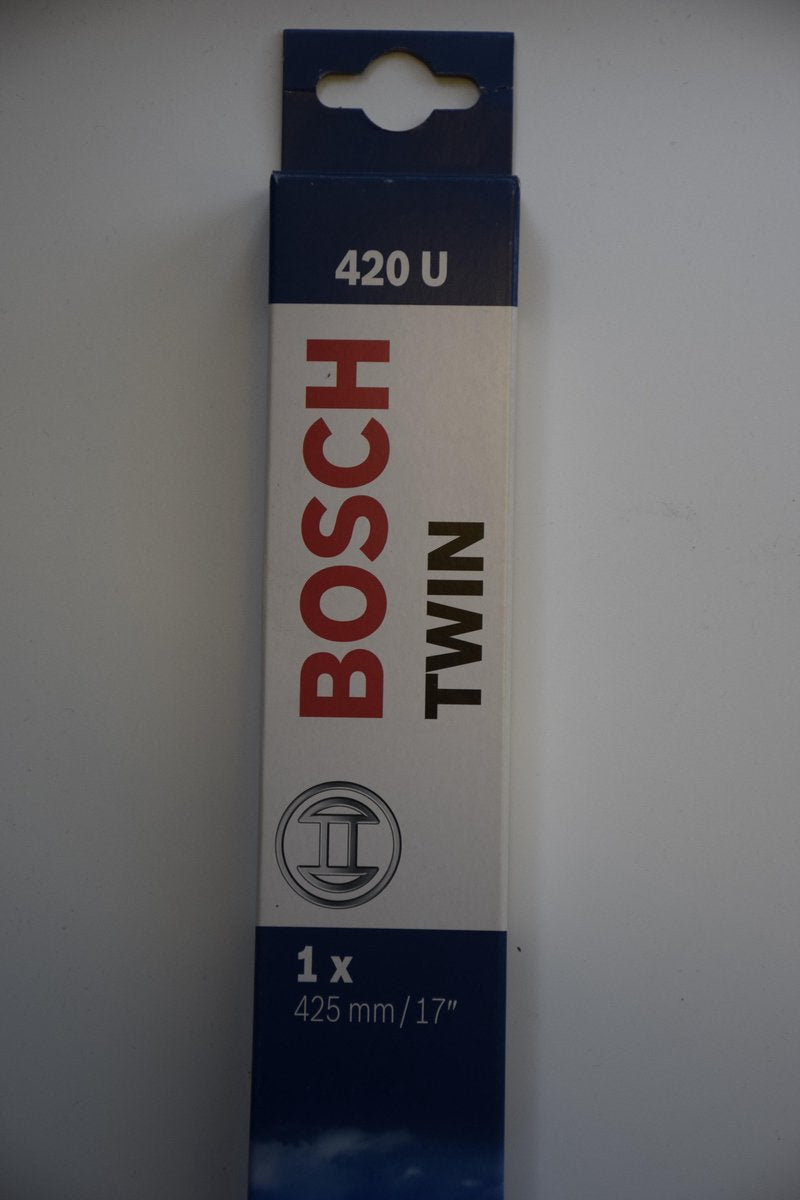 420 U
BOSCH
TWIN
1 x
425 mm / 17"